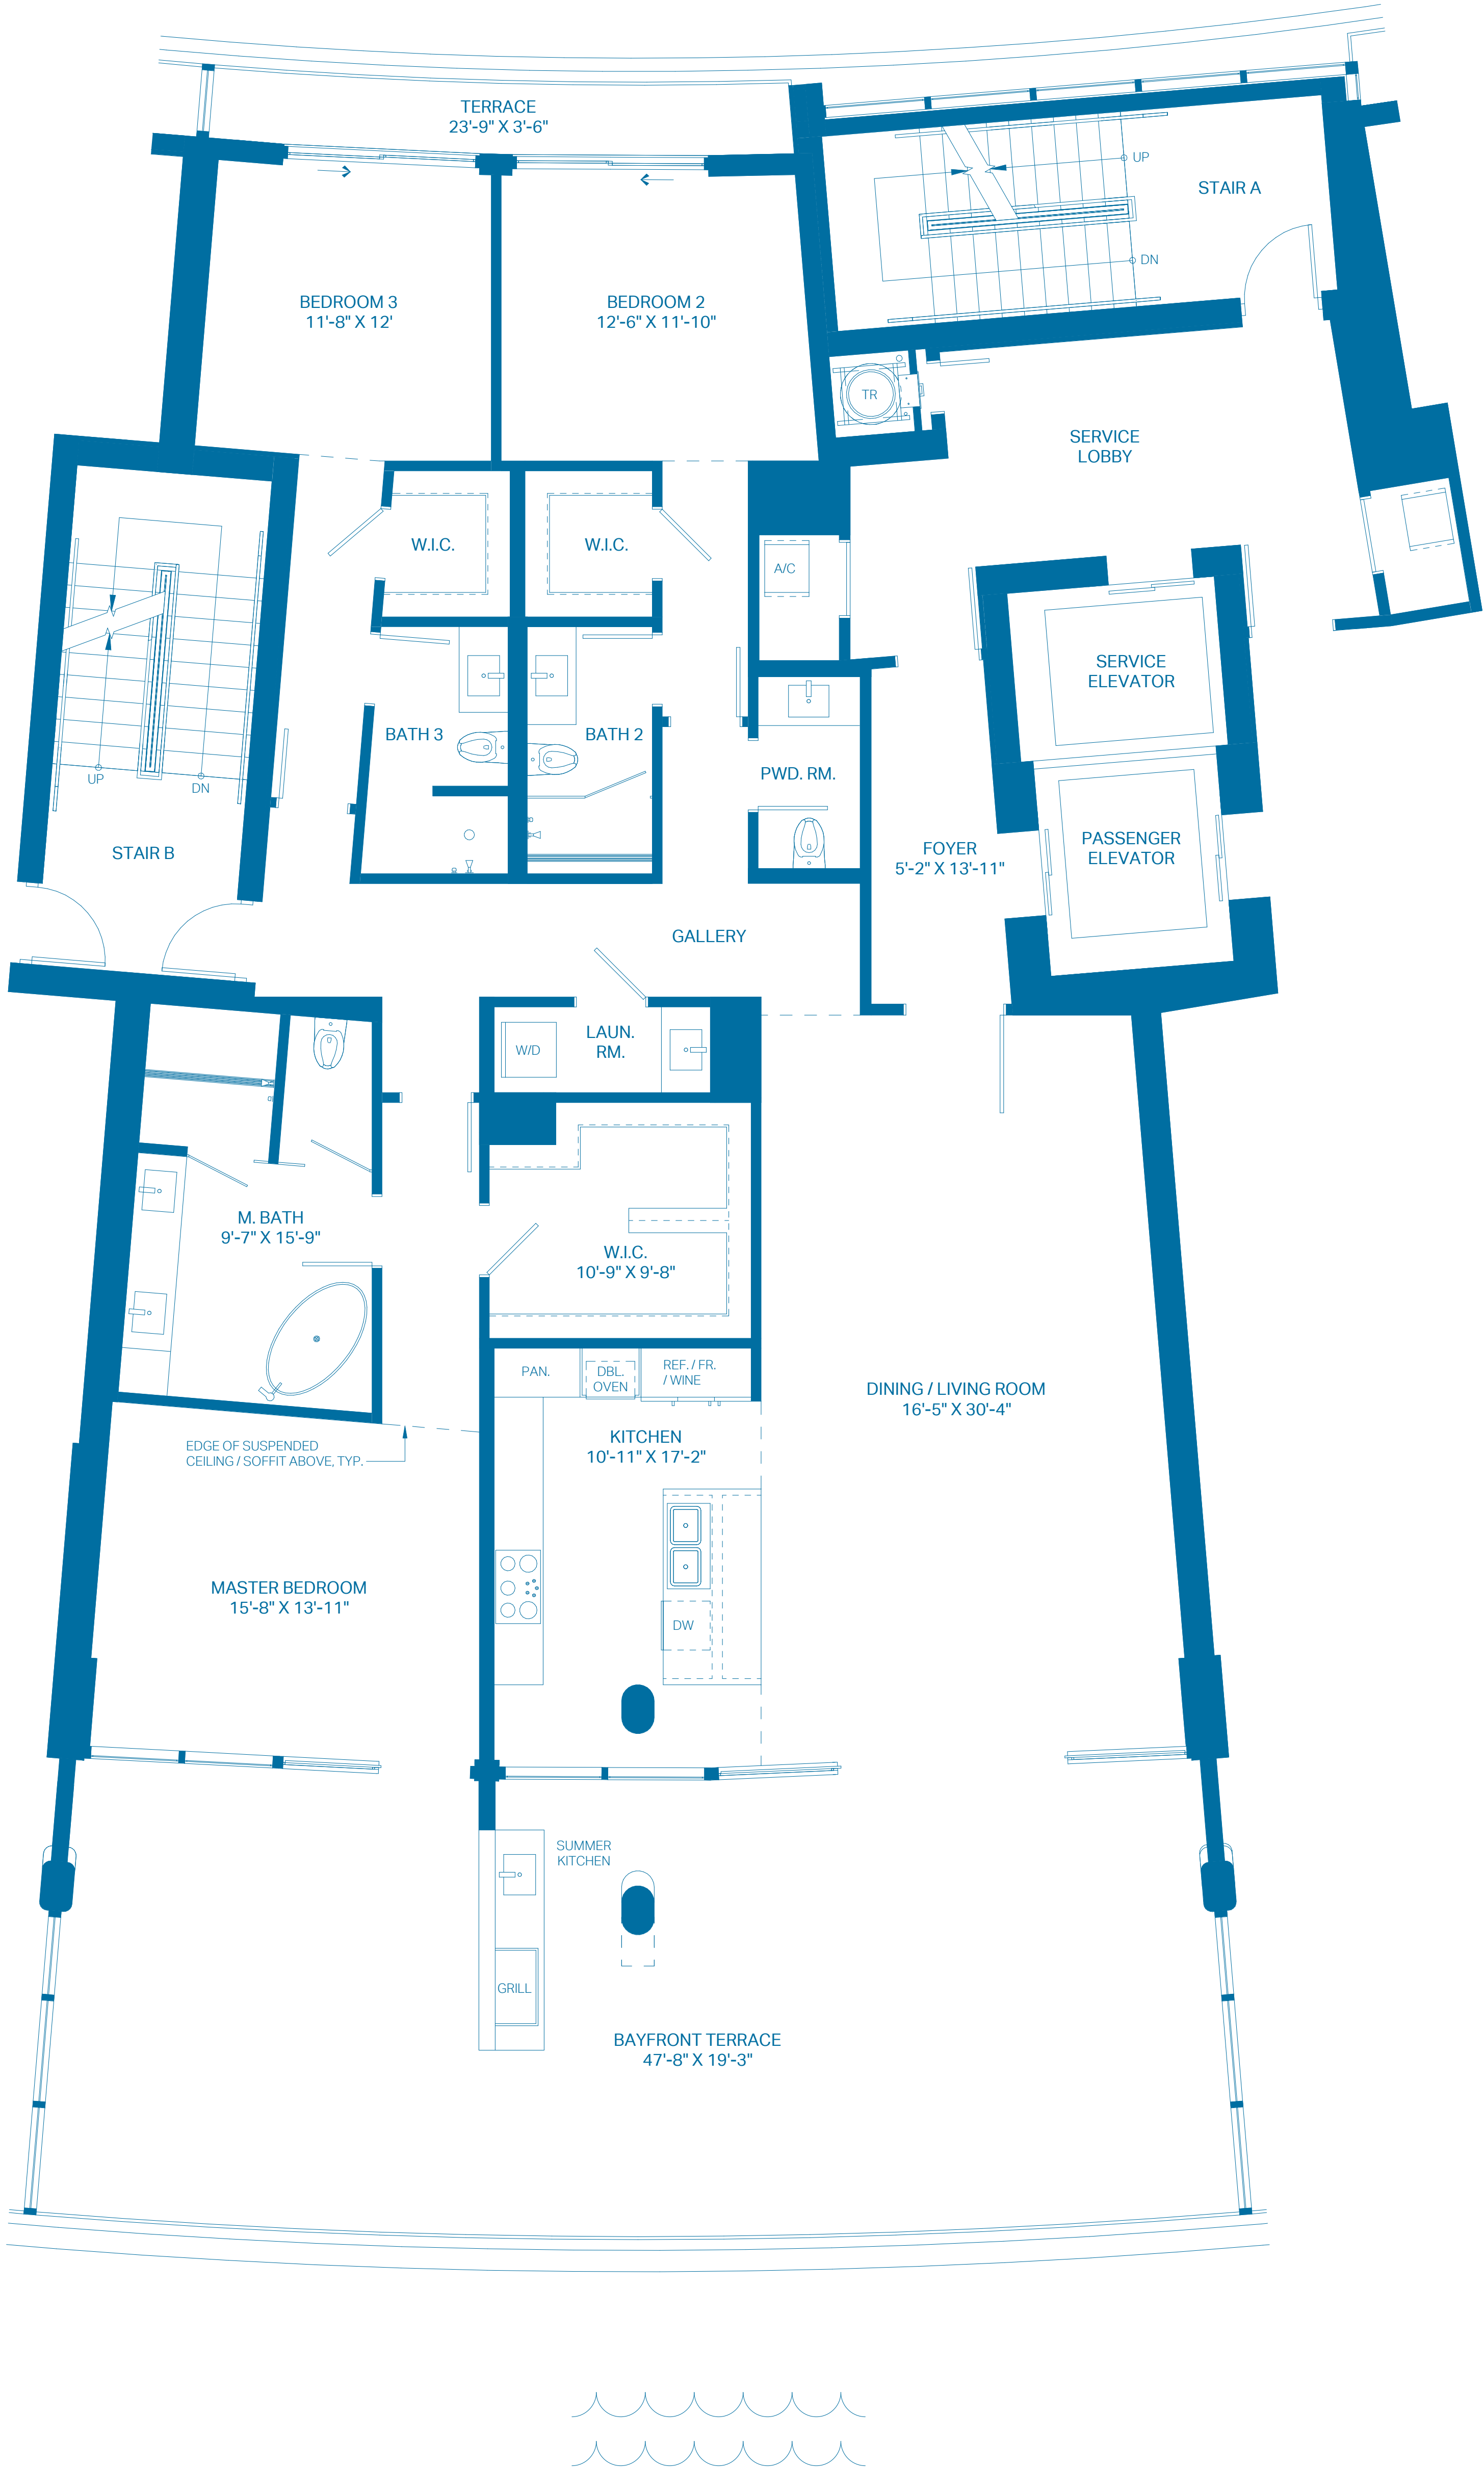 TERRACE
23'-9" X 3'-6"
UP
STAIR A
DN
BEDROOM 3
11'-8" X 12'
BEDROOM 2
12'-6" X 11'-10"
TR
SERVICE
LOBBY
W.I.C.
W.I.C.
A/C
SERVICE
ELEVATOR
BATH 3
BATH 2
PWD. RM.
UP
DN
STAIR B
FOYER
5'-2" X 13'-11"
PASSENGER
ELEVATOR
GALLERY
W/D
LAUN.
RM.
M. BATH
9'-7" X 15'-9"
W.I.C.
10'-9" X 9'-8"
PAN.
DBL.
OVEN
REF. / FR.
/ WINE
DINING / LIVING ROOM
16'-5" X 30'-4"
KITCHEN
10'-11" X 17'-2"
EDGE OF SUSPENDED
CEILING / SOFFIT ABOVE, TYP.
MASTER BEDROOM
15'-8" X 13'-11"
DW
SUMMER
KITCHEN
GRILL
BAYFRONT TERRACE
47'-8" X 19'-3"